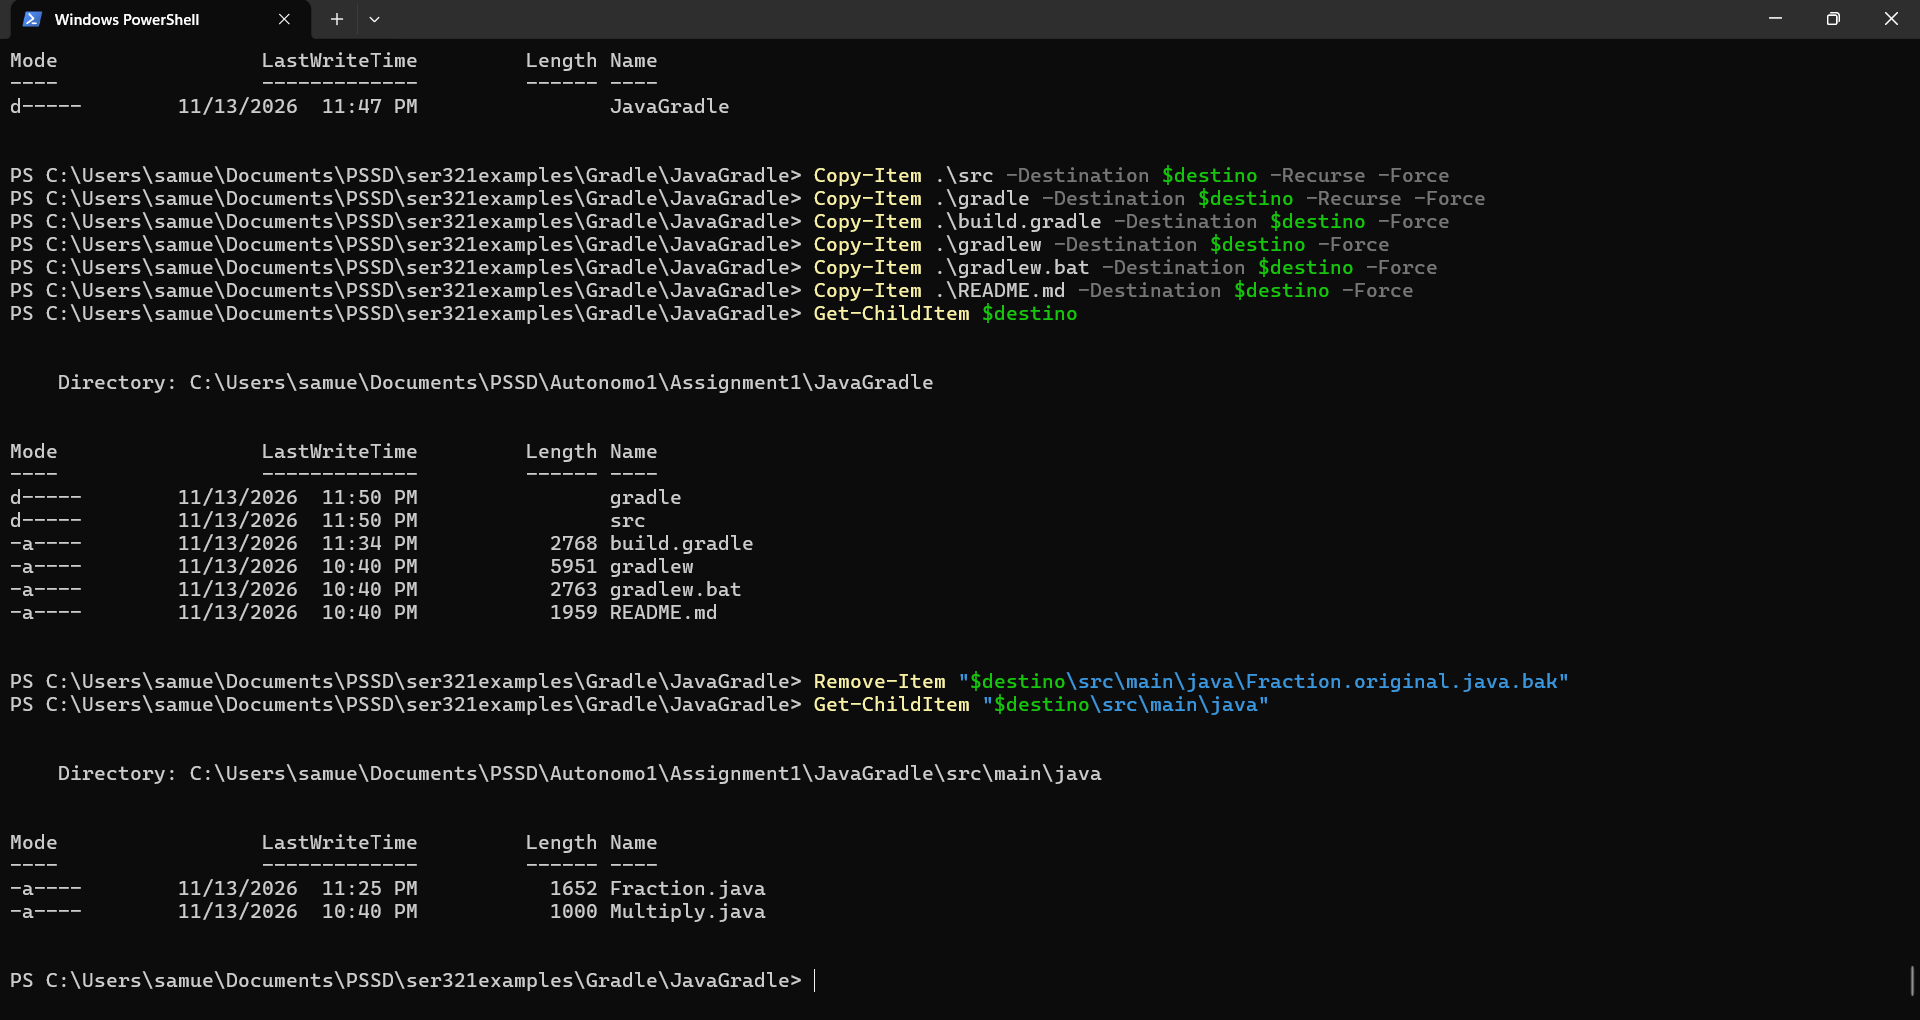 Windows PowerShell
Mode                 LastWriteTime         Length Name
----                 -------------         ------ ----
d-----        11/13/2026  11:47 PM                JavaGradle
PS C:\Users\samue\Documents\PSSD\ser321examples\Gradle\JavaGradle> Copy-Item .\src -Destination $destino -Recurse -Force
PS C:\Users\samue\Documents\PSSD\ser321examples\Gradle\JavaGradle> Copy-Item .\gradle -Destination $destino -Recurse -Force
PS C:\Users\samue\Documents\PSSD\ser321examples\Gradle\JavaGradle> Copy-Item .\build.gradle -Destination $destino -Force
PS C:\Users\samue\Documents\PSSD\ser321examples\Gradle\JavaGradle> Copy-Item .\gradlew -Destination $destino -Force
PS C:\Users\samue\Documents\PSSD\ser321examples\Gradle\JavaGradle> Copy-Item .\gradlew.bat -Destination $destino -Force
PS C:\Users\samue\Documents\PSSD\ser321examples\Gradle\JavaGradle> Copy-Item .\README.md -Destination $destino -Force
PS C:\Users\samue\Documents\PSSD\ser321examples\Gradle\JavaGradle> Get-ChildItem $destino
    Directory: C:\Users\samue\Documents\PSSD\Autonomo1\Assignment1\JavaGradle
Mode                 LastWriteTime         Length Name
----                 -------------         ------ ----
d-----        11/13/2026  11:50 PM                gradle
d-----        11/13/2026  11:50 PM                src
-a----        11/13/2026  11:34 PM           2768 build.gradle
-a----        11/13/2026  10:40 PM           5951 gradlew
-a----        11/13/2026  10:40 PM           2763 gradlew.bat
-a----        11/13/2026  10:40 PM           1959 README.md
PS C:\Users\samue\Documents\PSSD\ser321examples\Gradle\JavaGradle> Remove-Item "$destino\src\main\java\Fraction.original.java.bak"
PS C:\Users\samue\Documents\PSSD\ser321examples\Gradle\JavaGradle> Get-ChildItem "$destino\src\main\java"
    Directory: C:\Users\samue\Documents\PSSD\Autonomo1\Assignment1\JavaGradle\src\main\java
Mode                 LastWriteTime         Length Name
----                 -------------         ------ ----
-a----        11/13/2026  11:25 PM           1652 Fraction.java
-a----        11/13/2026  10:40 PM           1000 Multiply.java
PS C:\Users\samue\Documents\PSSD\ser321examples\Gradle\JavaGradle>